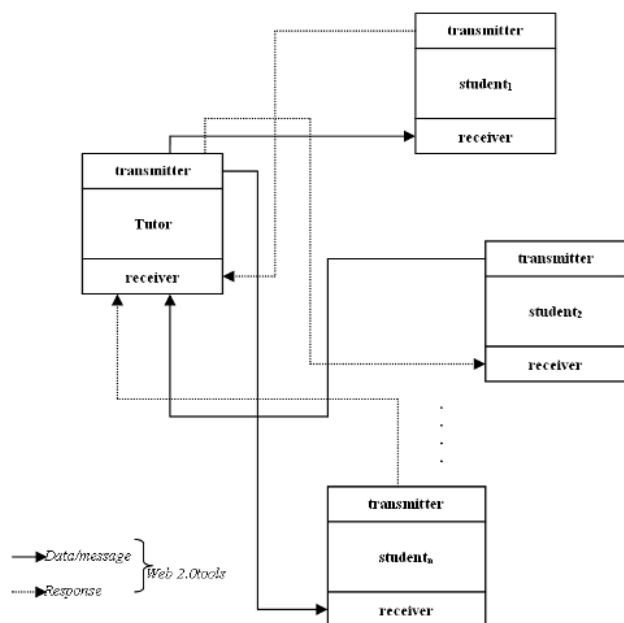 transmitter
student₁
receiver
transmitter
Tutor
receiver
transmitter
student₂
receiver
transmitter
studentₙ
receiver
Data/message
Response
Web 2.0tools